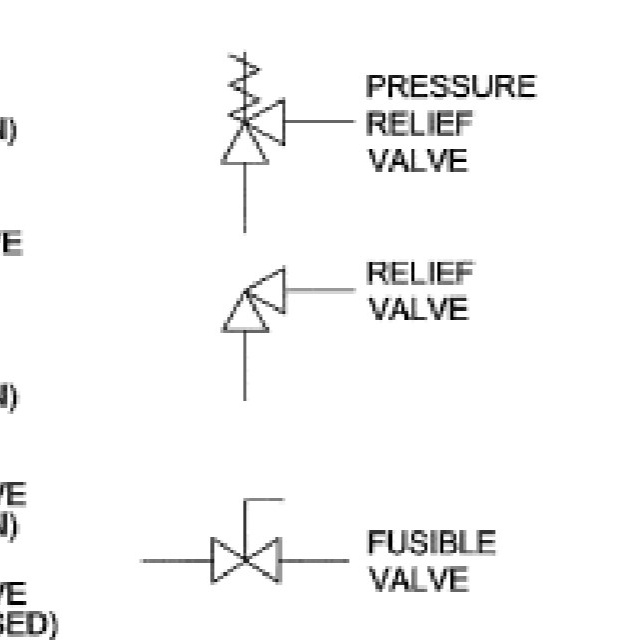 PRESSURE
RELIEF
VALVE
RELIEF
VALVE
FUSIBLE
VALVE